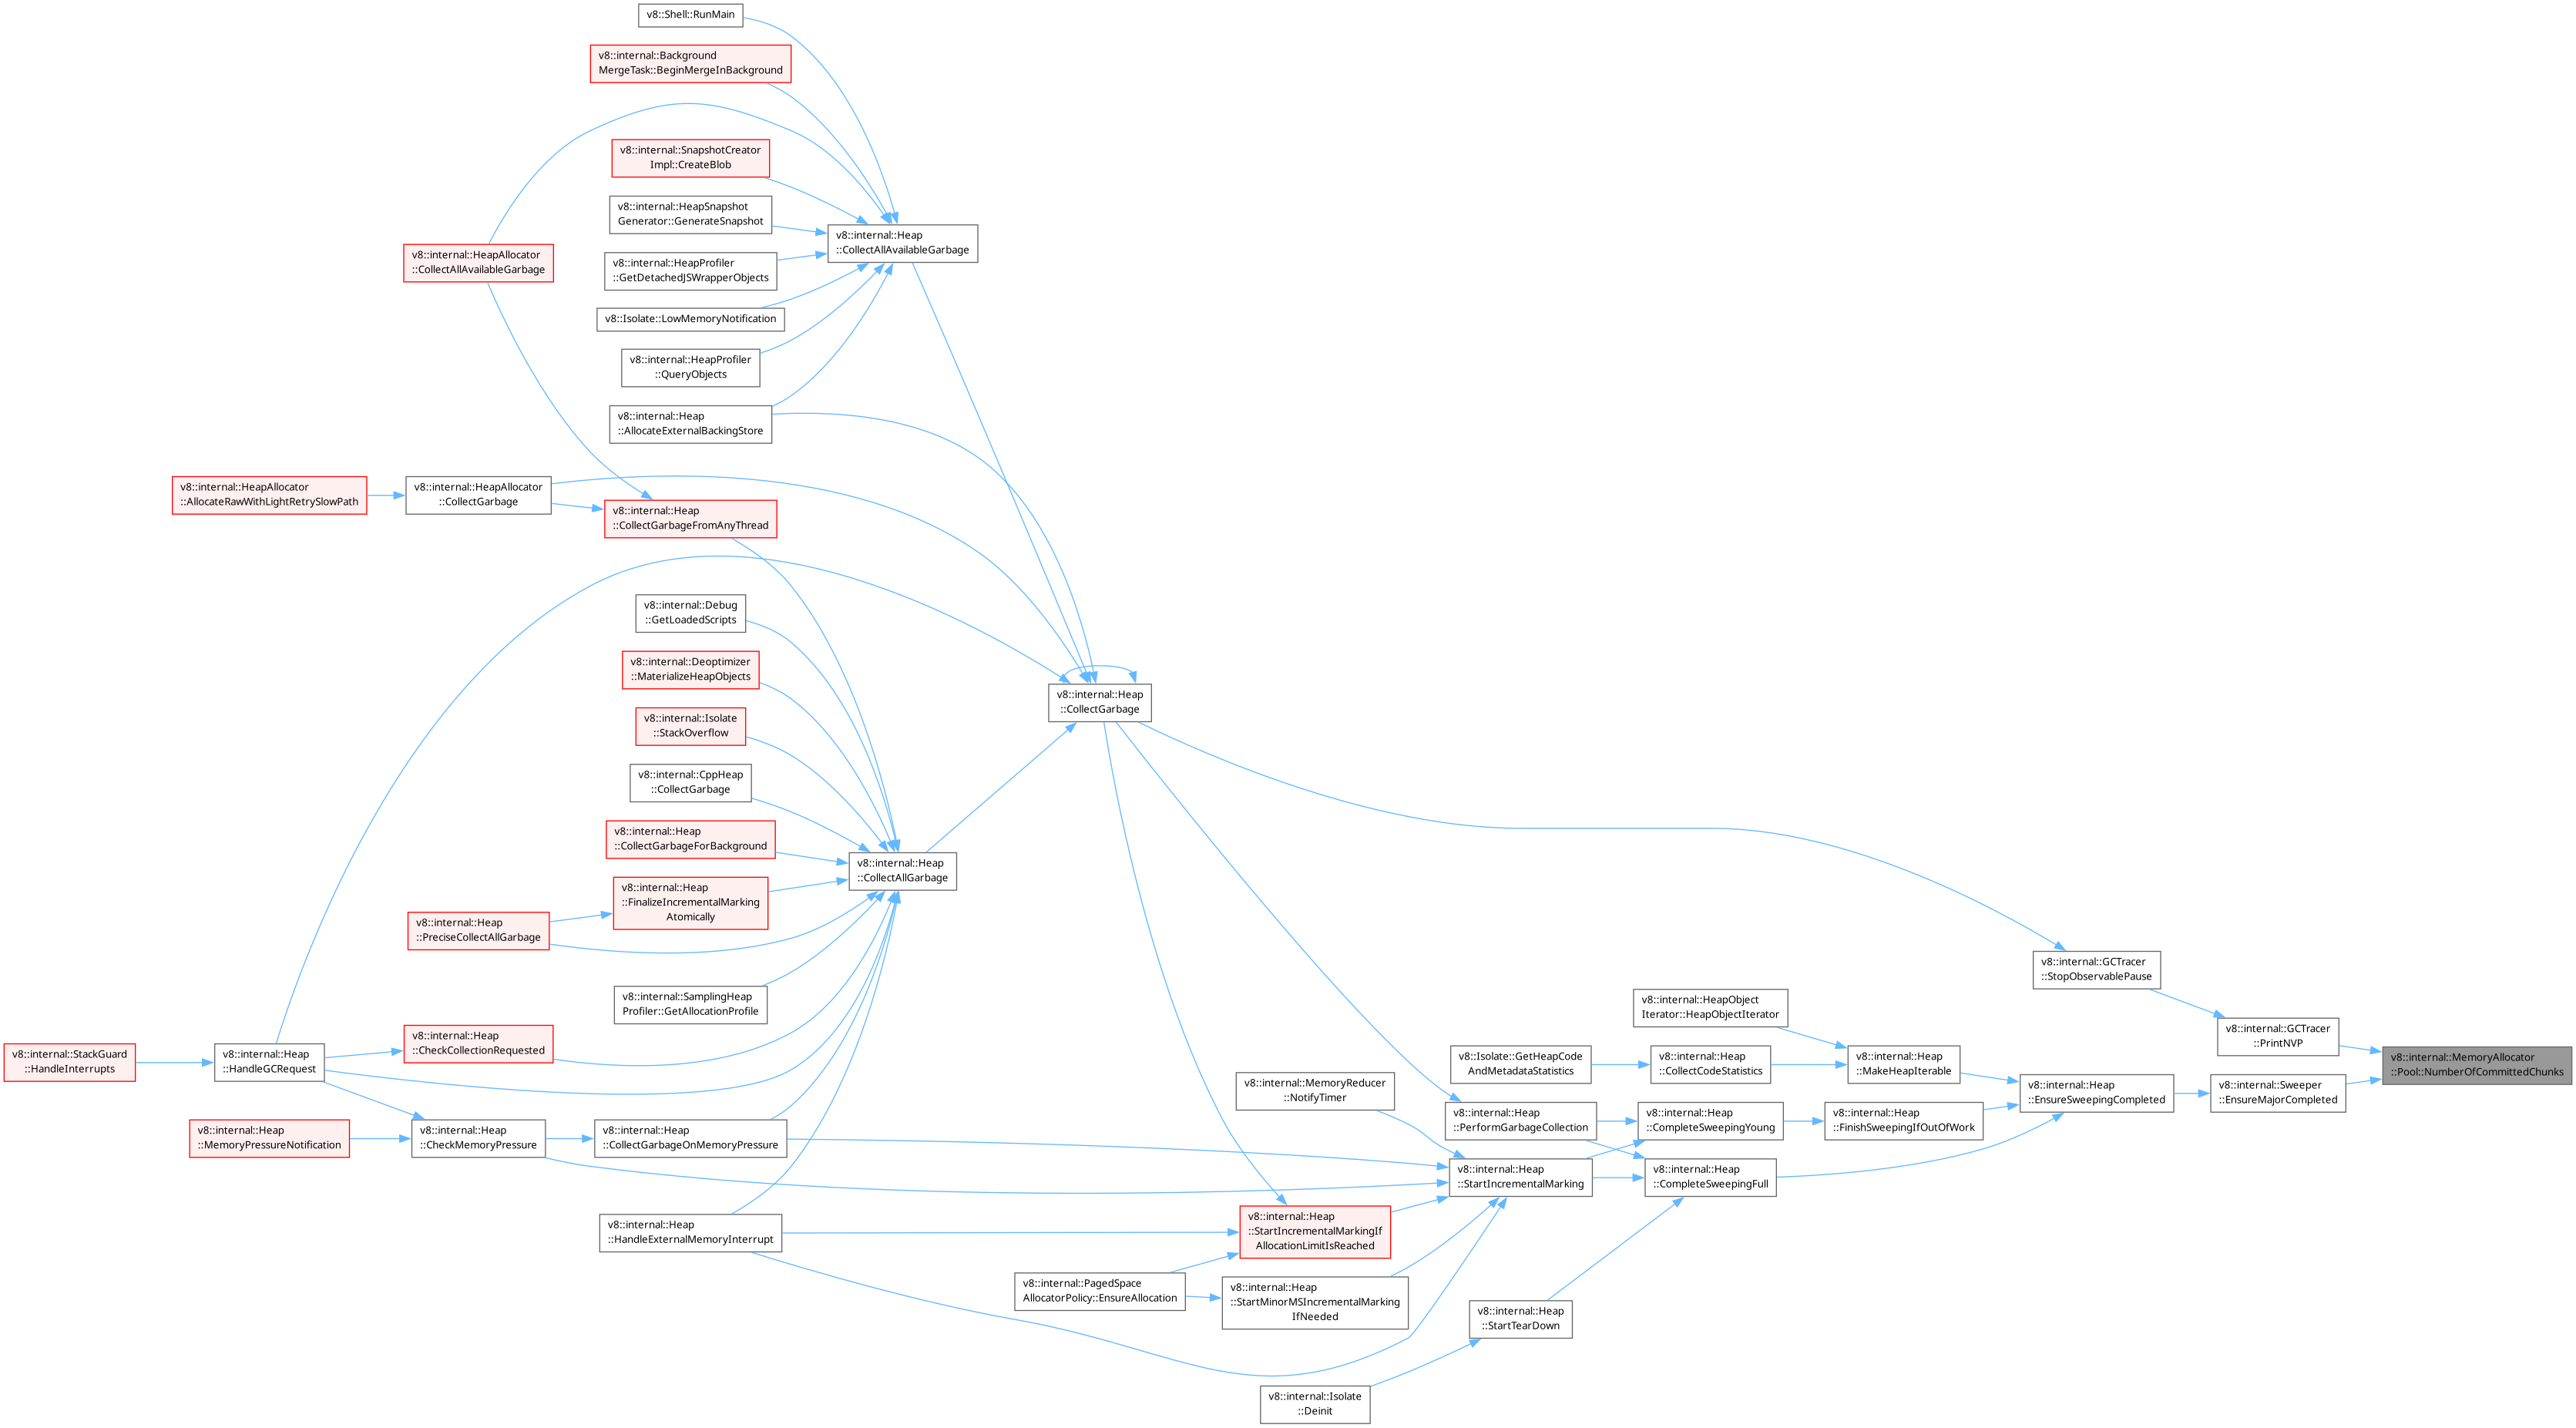 v8::Shell::RunMain
v8::internal::Background
MergeTask::BeginMergeInBackground
v8::internal::SnapshotCreator
Impl::CreateBlob
v8::internal::HeapSnapshot
Generator::GenerateSnapshot
v8::internal::Heap
::CollectAllAvailableGarbage
v8::internal::HeapAllocator
::CollectAllAvailableGarbage
v8::internal::HeapProfiler
::GetDetachedJSWrapperObjects
v8::Isolate::LowMemoryNotification
v8::internal::HeapProfiler
::QueryObjects
v8::internal::Heap
::AllocateExternalBackingStore
v8::internal::HeapAllocator
::AllocateRawWithLightRetrySlowPath
v8::internal::HeapAllocator
::CollectGarbage
v8::internal::Heap
::CollectGarbageFromAnyThread
v8::internal::Debug
::GetLoadedScripts
v8::internal::Deoptimizer
::MaterializeHeapObjects
v8::internal::Heap
::CollectGarbage
v8::internal::Isolate
::StackOverflow
v8::internal::CppHeap
::CollectGarbage
v8::internal::Heap
::CollectGarbageForBackground
v8::internal::Heap
::CollectAllGarbage
v8::internal::Heap
::FinalizeIncrementalMarking
Atomically
v8::internal::Heap
::PreciseCollectAllGarbage
v8::internal::GCTracer
::StopObservablePause
v8::internal::SamplingHeap
Profiler::GetAllocationProfile
v8::internal::HeapObject
Iterator::HeapObjectIterator
v8::internal::GCTracer
::PrintNVP
v8::internal::StackGuard
::HandleInterrupts
v8::internal::Heap
::HandleGCRequest
v8::internal::Heap
::CheckCollectionRequested
v8::Isolate::GetHeapCode
AndMetadataStatistics
v8::internal::Heap
::CollectCodeStatistics
v8::internal::Heap
::MakeHeapIterable
v8::internal::MemoryAllocator
::Pool::NumberOfCommittedChunks
v8::internal::MemoryReducer
::NotifyTimer
v8::internal::Heap
::EnsureSweepingCompleted
v8::internal::Sweeper
::EnsureMajorCompleted
v8::internal::Heap
::PerformGarbageCollection
v8::internal::Heap
::CompleteSweepingYoung
v8::internal::Heap
::FinishSweepingIfOutOfWork
v8::internal::Heap
::MemoryPressureNotification
v8::internal::Heap
::CheckMemoryPressure
v8::internal::Heap
::CollectGarbageOnMemoryPressure
v8::internal::Heap
::StartIncrementalMarking
v8::internal::Heap
::CompleteSweepingFull
v8::internal::Heap
::HandleExternalMemoryInterrupt
v8::internal::Heap
::StartIncrementalMarkingIf
AllocationLimitIsReached
v8::internal::PagedSpace
AllocatorPolicy::EnsureAllocation
v8::internal::Heap
::StartMinorMSIncrementalMarking
IfNeeded
v8::internal::Heap
::StartTearDown
v8::internal::Isolate
::Deinit